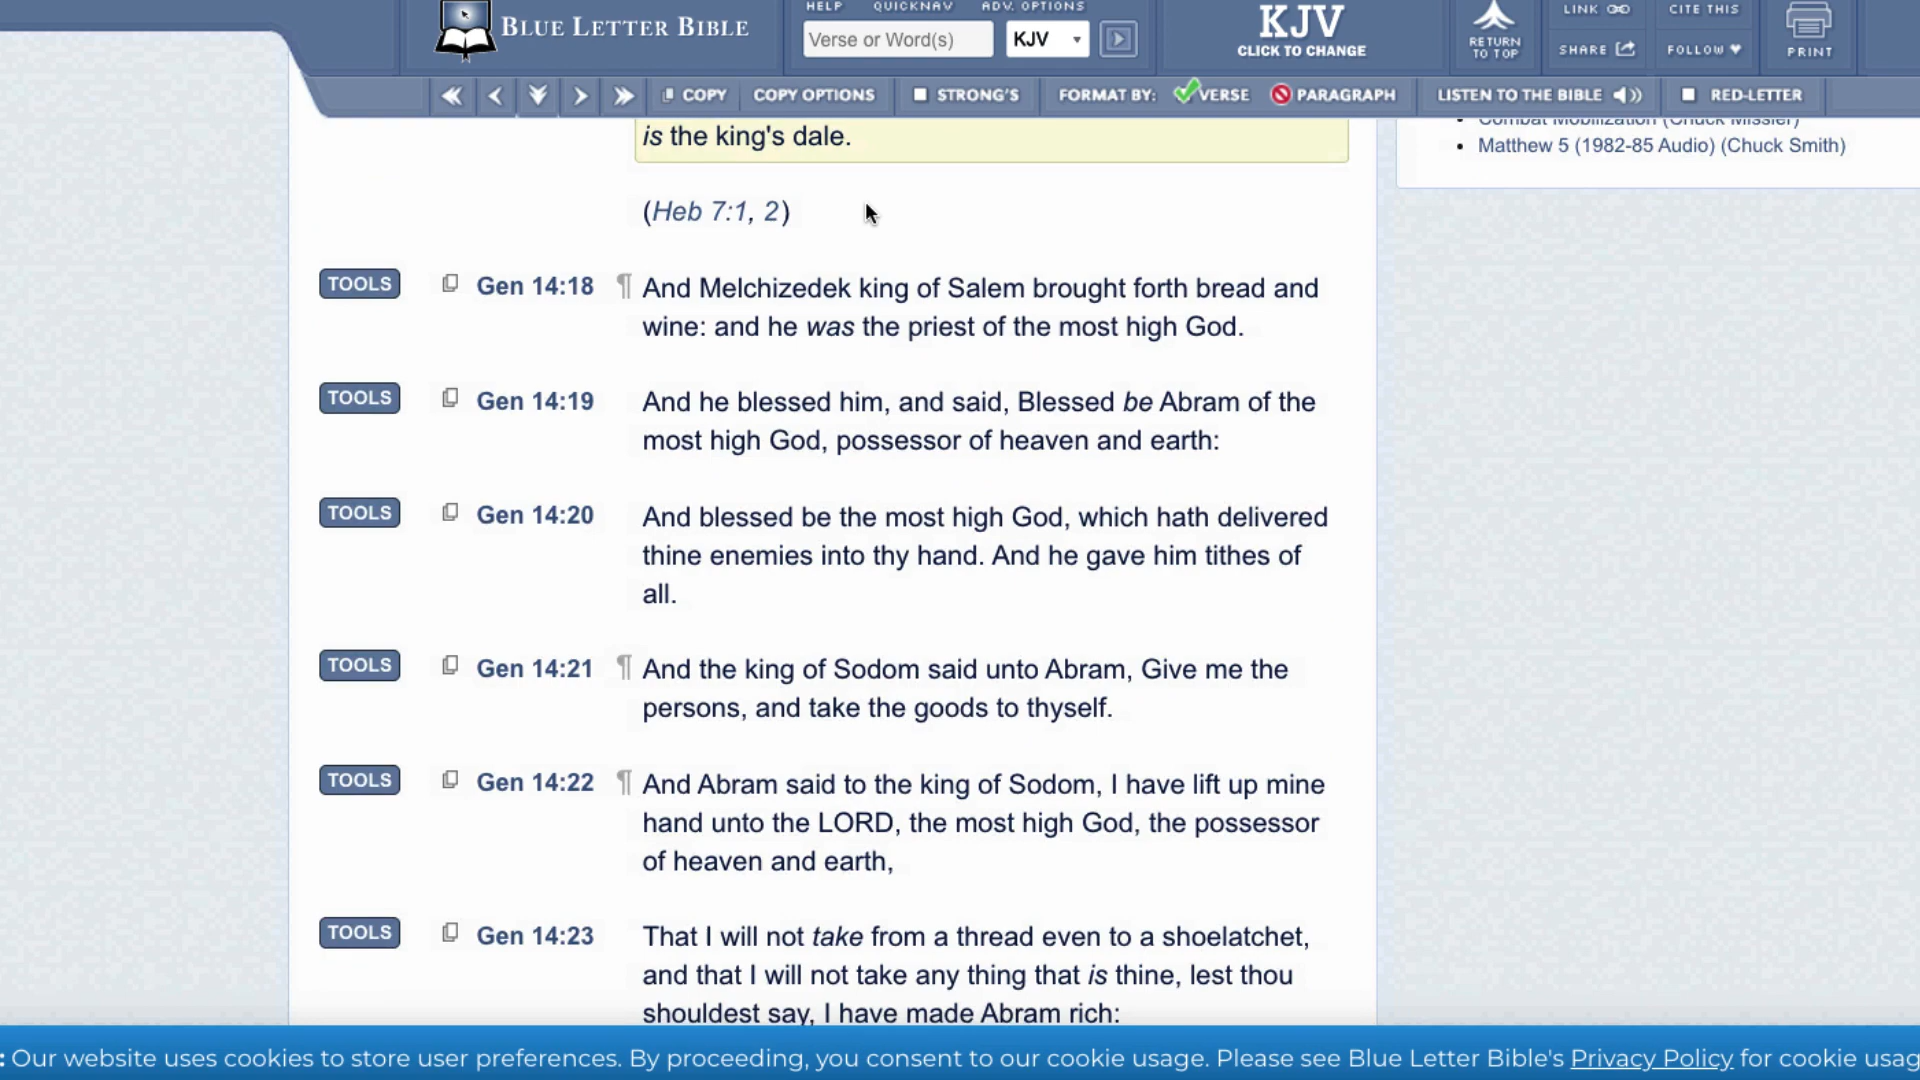 HELP QUICKNAV ADV. OPTIONS
BLUE LETTER BIBLE
Verse or Word(s)
KJV
KJV
CLICK TO CHANGE
RETURN
TO TOP
LINK
CITE THIS
SHARE
FOLLOW
PRINT
COPY
COPY OPTIONS
STRONG'S
FORMAT BY:
VERSE
PARAGRAPH
LISTEN TO THE BIBLE
RED-LETTER
is the king's dale.
• Combat Mobilization (Chuck Missler)
• Matthew 5 (1982-85 Audio) (Chuck Smith)
(Heb 7:1, 2)
TOOLS Gen 14:18 ¶ And Melchizedek king of Salem brought forth bread and
wine: and he was the priest of the most high God.
TOOLS Gen 14:19 And he blessed him, and said, Blessed be Abram of the
most high God, possessor of heaven and earth:
TOOLS Gen 14:20 And blessed be the most high God, which hath delivered
thine enemies into thy hand. And he gave him tithes of
all.
TOOLS Gen 14:21 ¶ And the king of Sodom said unto Abram, Give me the
persons, and take the goods to thyself.
TOOLS Gen 14:22 ¶ And Abram said to the king of Sodom, I have lift up mine
hand unto the LORD, the most high God, the possessor
of heaven and earth,
TOOLS Gen 14:23 That I will not take from a thread even to a shoelatchet,
and that I will not take any thing that is thine, lest thou
shouldest say, I have made Abram rich:
: Our website uses cookies to store user preferences. By proceeding, you consent to our cookie usage. Please see Blue Letter Bible's Privacy Policy for cookie usag